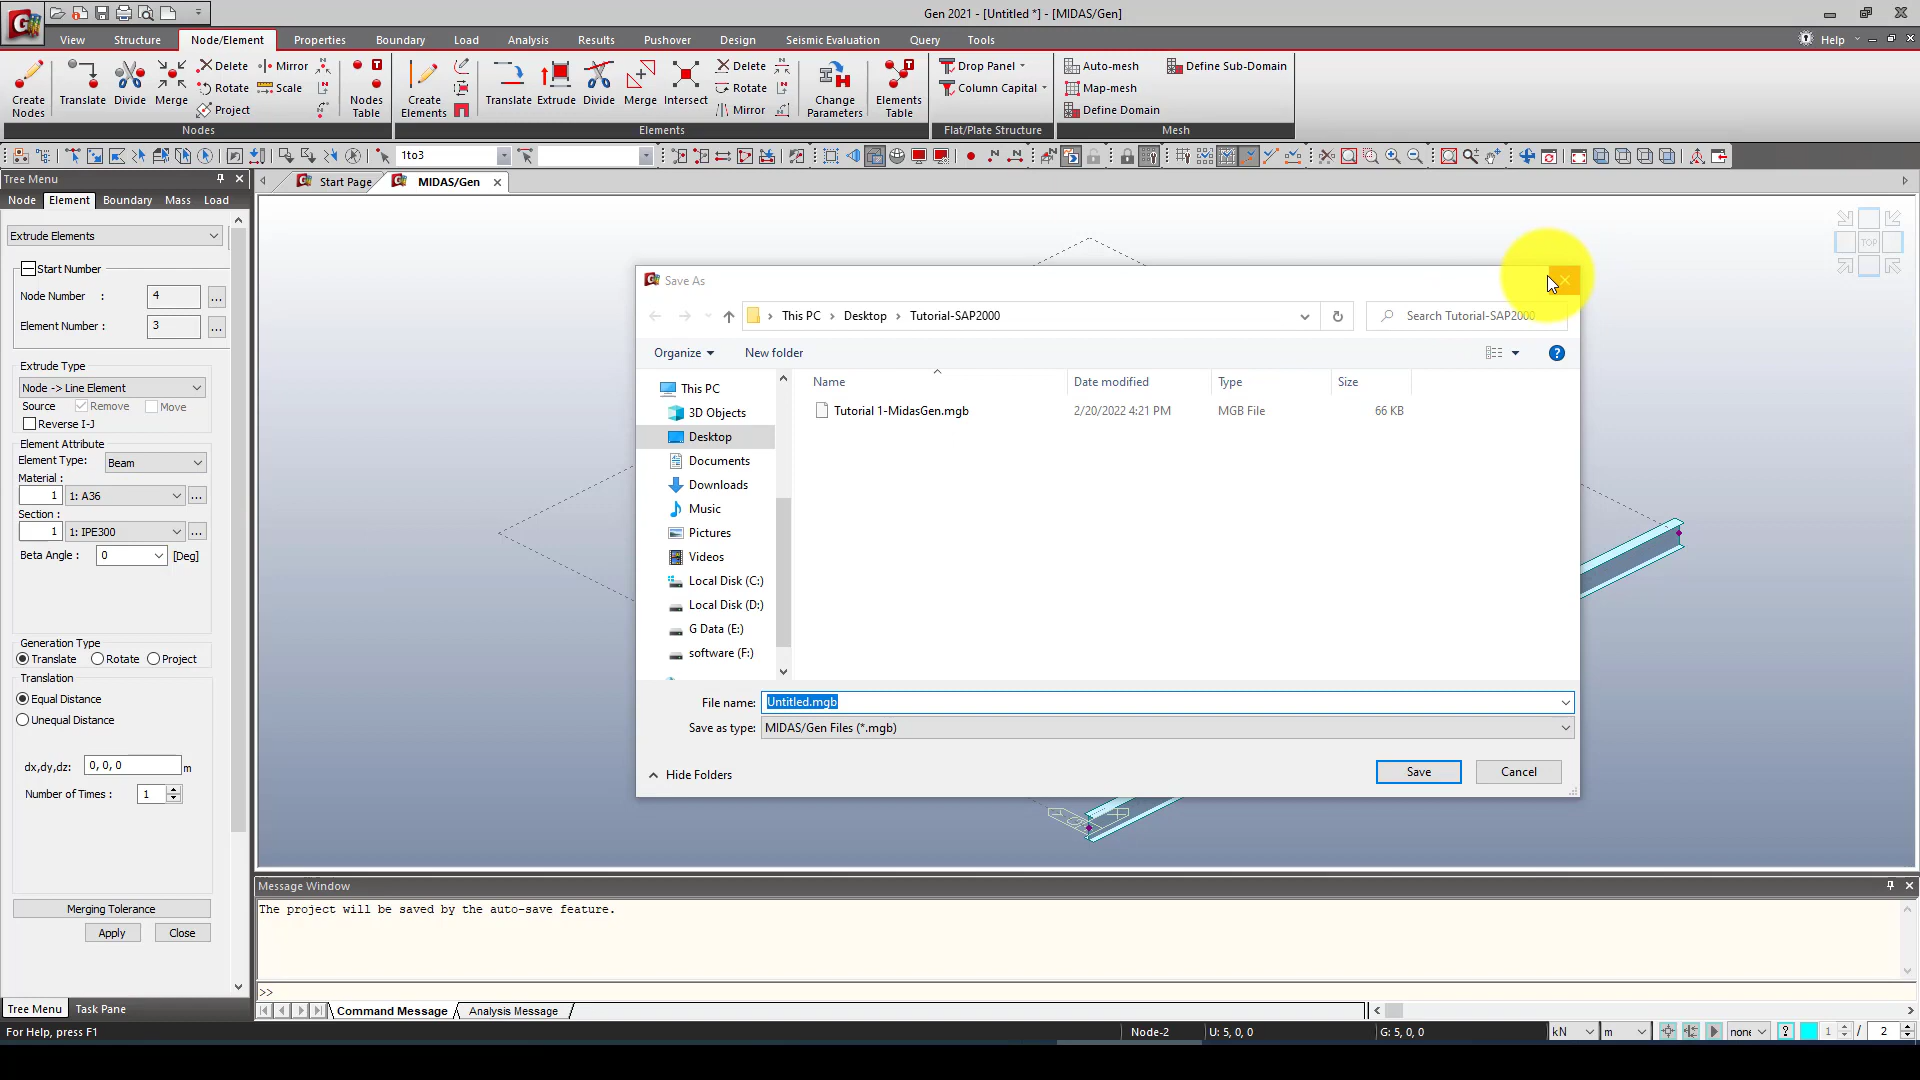 Gen 2021 - [Untitled *] - [MIDAS/Gen]
View Structure Node/Element Properties Boundary Load Analysis Results Pushover Design Seismic Evaluation Query Tools Help
Create Nodes
Translate
Divide
Merge
Delete
Rotate
Project
Mirror
Scale
Nodes Table
Nodes
Create Elements
Translate
Extrude
Divide
Merge
Intersect
Delete
Rotate
Mirror
Change Parameters
Elements Table
Elements
Drop Panel
Column Capital
Flat/Plate Structure
Auto-mesh
Map-mesh
Define Domain
Define Sub-Domain
Mesh
1to3
Tree Menu
Start Page
MIDAS/Gen
Node Element Boundary Mass Load
Extrude Elements
Start Number
Node Number : 4 ...
Element Number : 3 ...
Extrude Type
Node -> Line Element
Source Remove Move
Reverse I-J
Element Attribute
Element Type: Beam
Material :
1 1: A36 ...
Section :
1 1: IPE300 ...
Beta Angle : 0 [Deg]
Generation Type
Translate Rotate Project
Translation
Equal Distance
Unequal Distance
dx,dy,dz: 0, 0, 0 m
Number of Times : 1
Merging Tolerance
Apply Close
Tree Menu Task Pane
TOP
Save As
This PC › Desktop › Tutorial-SAP2000
Search Tutorial-SAP2000
Organize New folder
Name Date modified Type Size
Tutorial 1-MidasGen.mgb 2/20/2022 4:21 PM MGB File 66 KB
This PC
3D Objects
Desktop
Documents
Downloads
Music
Pictures
Videos
Local Disk (C:)
Local Disk (D:)
G Data (E:)
software (F:)
File name: Untitled.mgb
Save as type: MIDAS/Gen Files (*.mgb)
Hide Folders
Save Cancel
Message Window
The project will be saved by the auto-save feature.
>>
Command Message Analysis Message
For Help, press F1
Node-2 U: 5, 0, 0 G: 5, 0, 0 kN m none ? 1 / 2